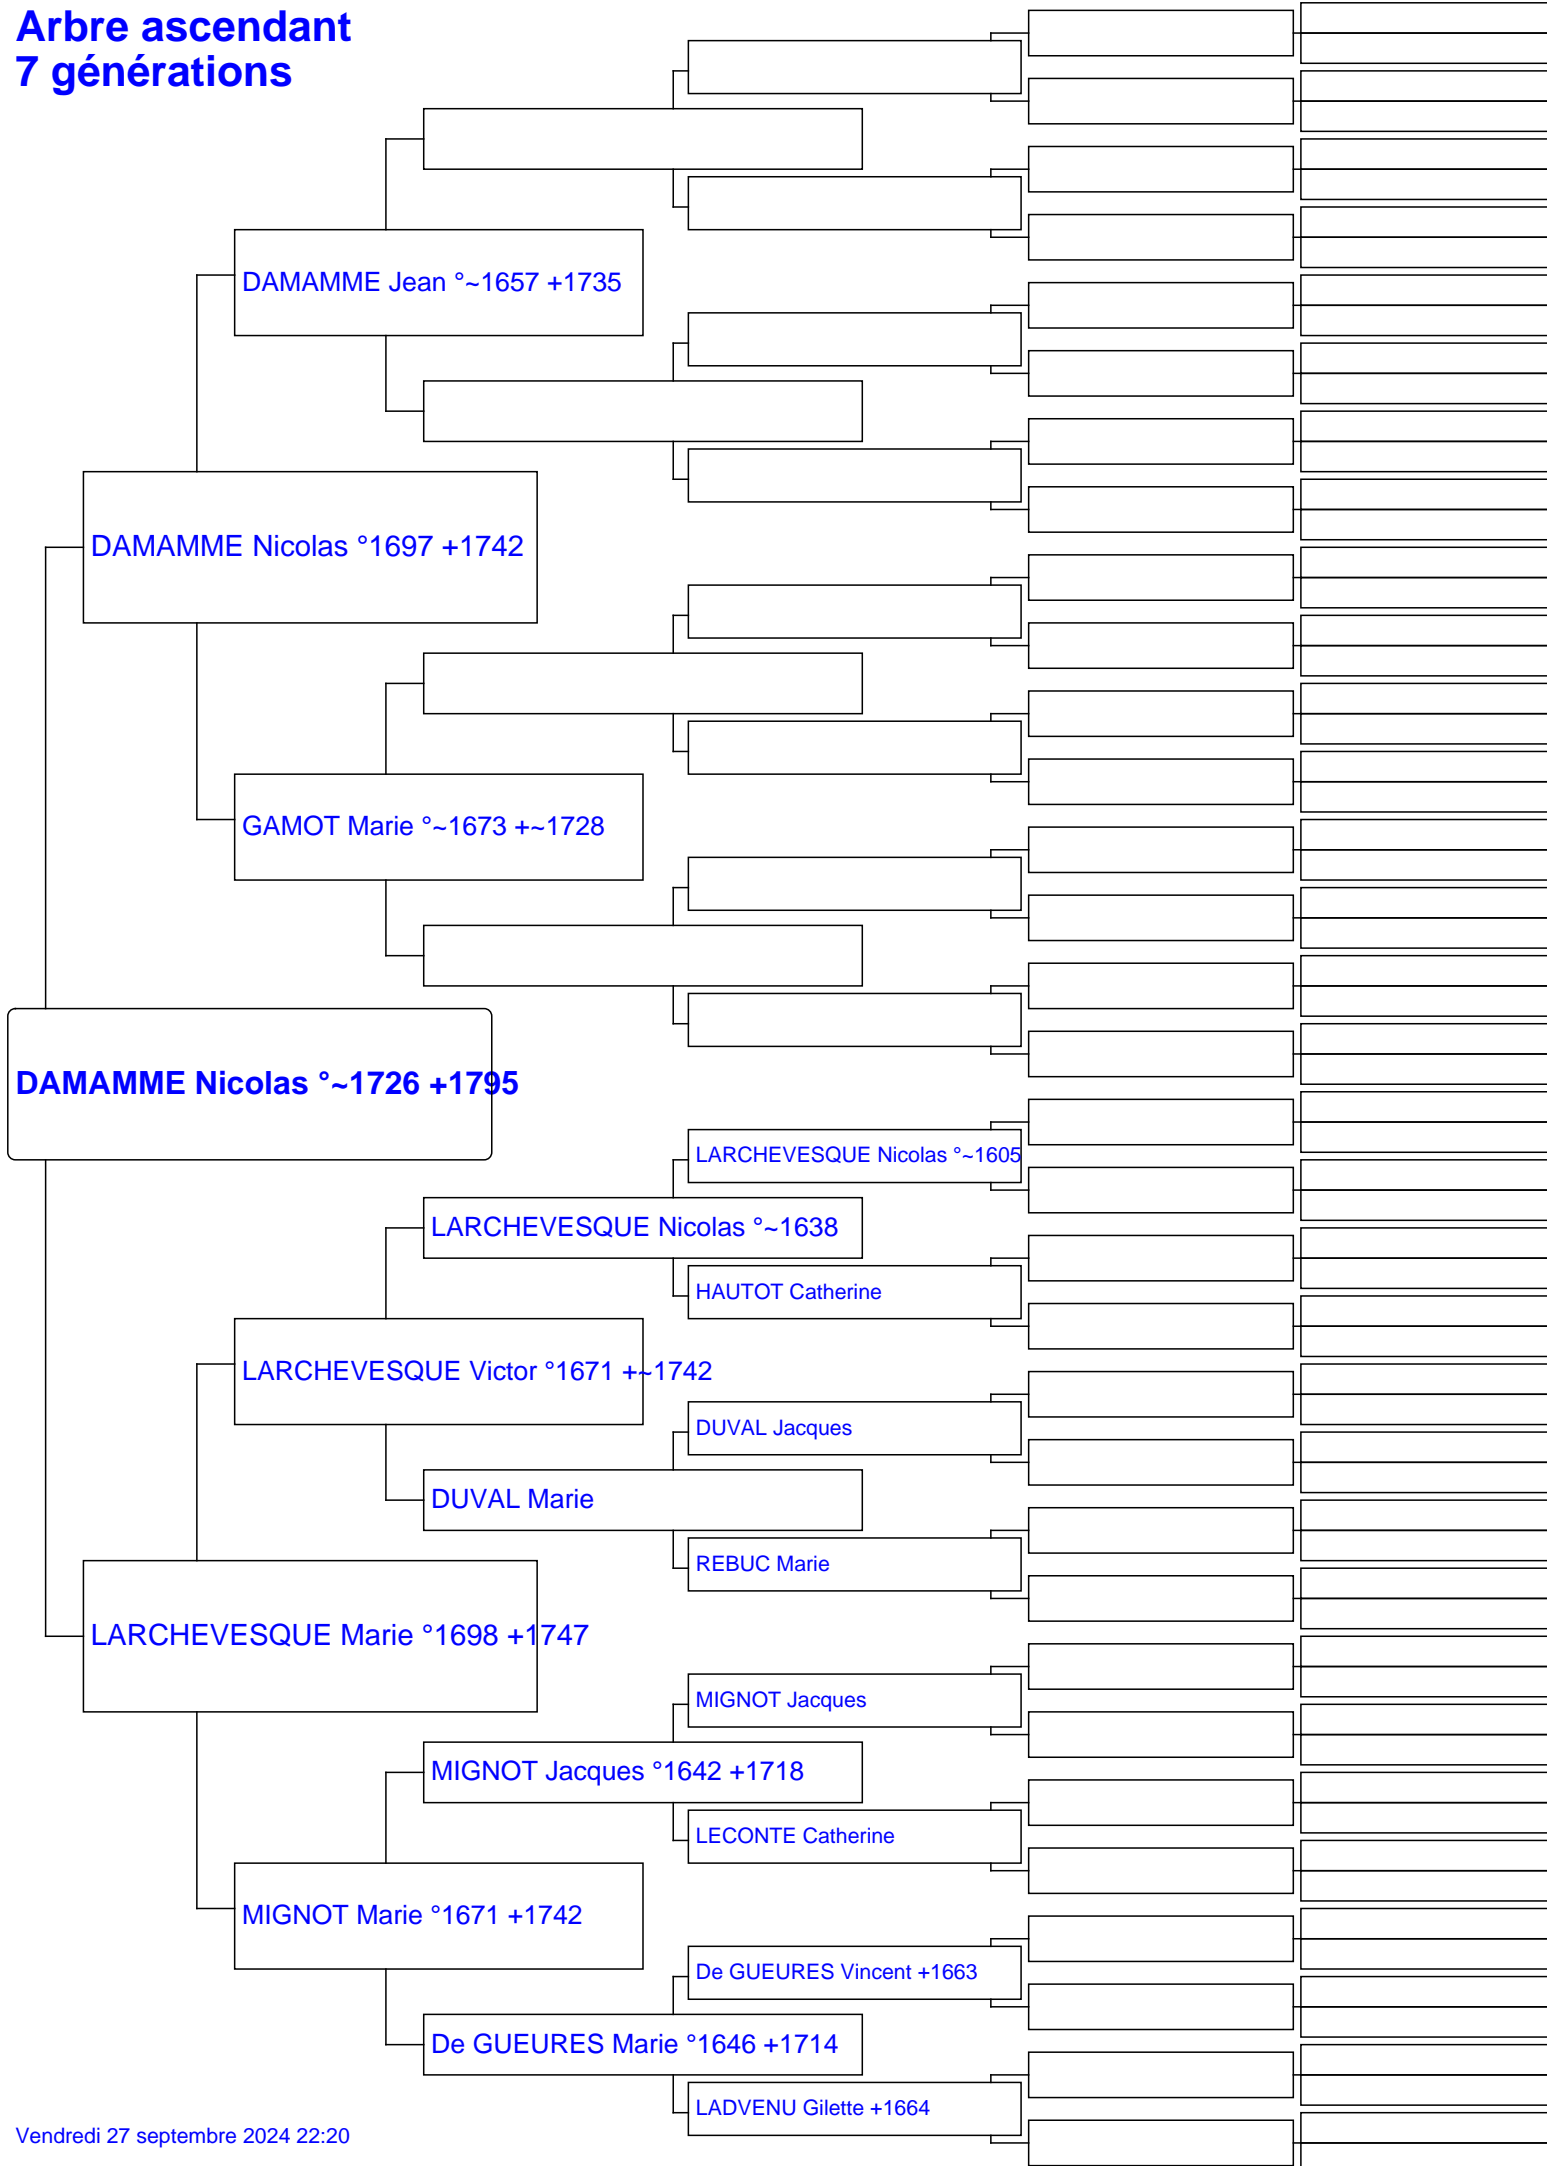 Arbre ascendant
7 générations
DAMAMME Jean °~1657 +1735
DAMAMME Nicolas °1697 +1742
GAMOT Marie °~1673 +~1728
DAMAMME Nicolas °~1726 +1795
LARCHEVESQUE Nicolas °~1605
LARCHEVESQUE Nicolas °~1638
HAUTOT Catherine
LARCHEVESQUE Victor °1671 +~1742
DUVAL Jacques
DUVAL Marie
REBUC Marie
LARCHEVESQUE Marie °1698 +1747
MIGNOT Jacques
MIGNOT Jacques °1642 +1718
LECONTE Catherine
MIGNOT Marie °1671 +1742
De GUEURES Vincent +1663
De GUEURES Marie °1646 +1714
LADVENU Gilette +1664
Vendredi 27 septembre 2024 22:20